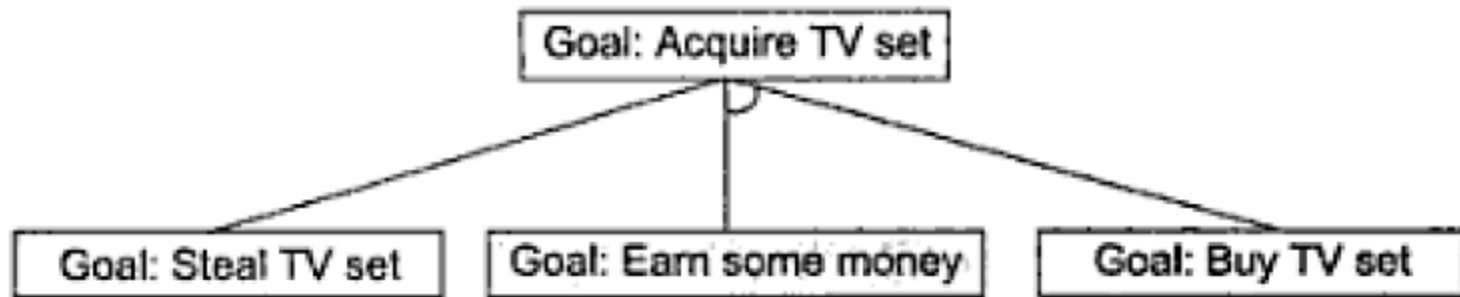 Goal: Acquire TV set
Goal: Steal TV set
Goal: Earn some money
Goal: Buy TV set